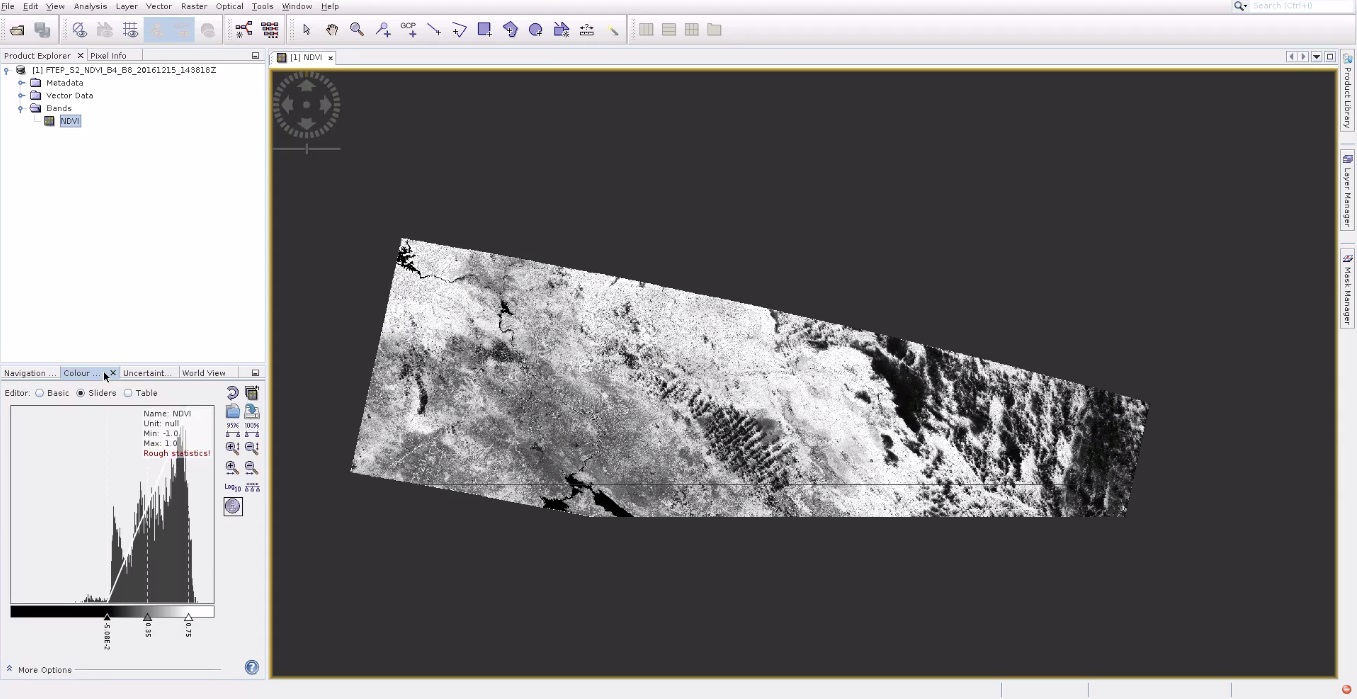 File Edit View Analysis Layer Vector Raster Optical Tools Window Help
Search (Ctrl+I)
GCP
Product Explorer Pixel Info
[1] NDVI
[1] FTEP_S2_NDVI_B4_B8_20161215_143818Z
Metadata
Vector Data
Bands
NDVI
Product Library
Layer Manager
Mask Manager
Navigation ... Colour ... Uncertaint... World View
Editor: Basic Sliders Table
Name: NDVI
Unit: null
Min: -1.0
Max: 1.0
Rough statistics!
95% 100%
Log10
-5.08E-2 0.35 0.75
More Options